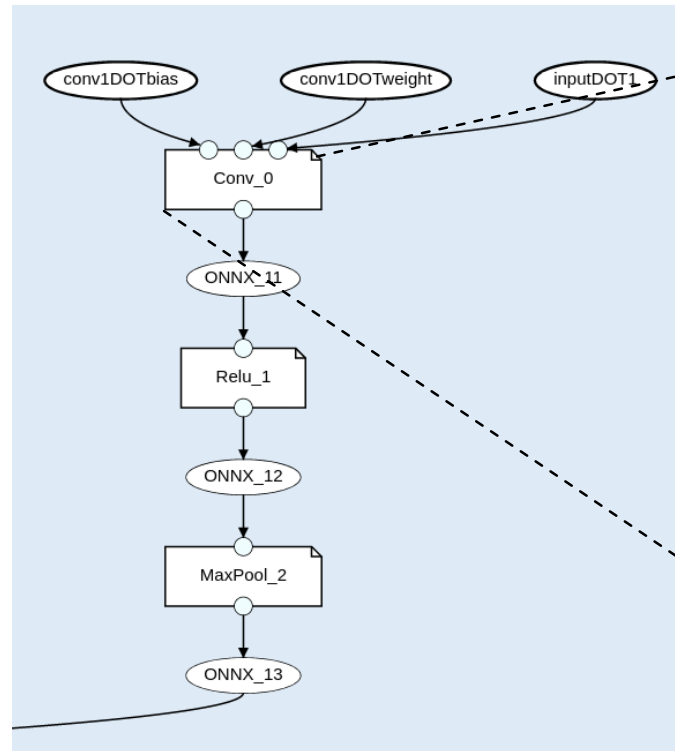 conv1DOTbias
conv1DOTweight
inputDOT1
Conv_0
ONNX_11
Relu_1
ONNX_12
MaxPool_2
ONNX_13